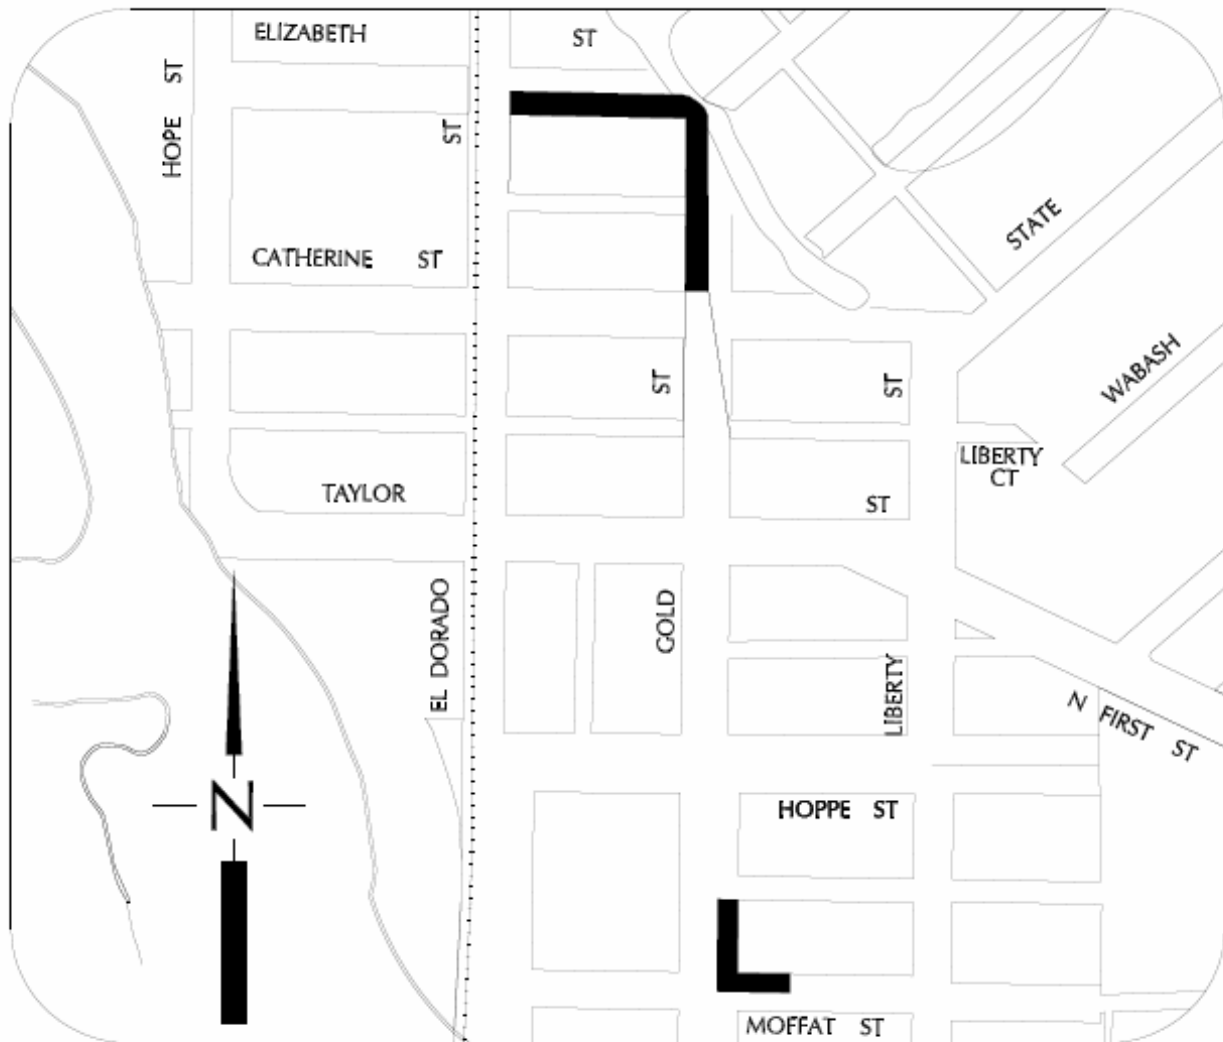 ELIZABETH ST
HOPE ST
ST
CATHERINE ST
STATE
WABASH
ST
ST
LIBERTY
CT
TAYLOR ST
EL DORADO
GOLD
LIBERTY
N FIRST ST
N
HOPPE ST
MOFFAT ST